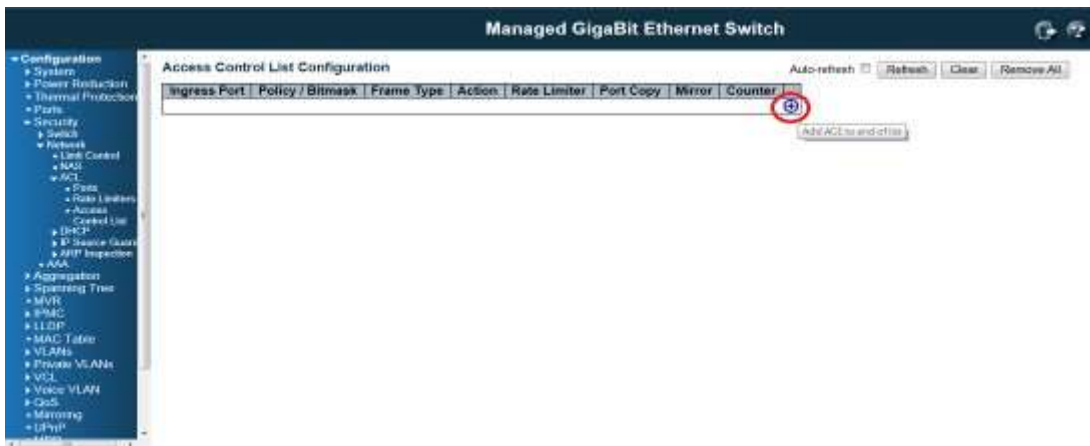 Managed GigaBit Ethernet Switch
Configuration
System
Power Reduction
Thermal Protection
Ports
Security
Switch
Network
Limit Control
NAS
ACL
Ports
Rate Limiters
Access
Control List
DHCP
IP Source Guar
ARP Inspection
AAA
Aggregation
Spanning Tree
MVR
IPMC
LLDP
MAC Table
VLANs
Private VLANs
VCL
Voice VLAN
QoS
Mirroring
UPnP
Access Control List Configuration
Auto-refresh Refresh Clear Remove All
Ingress Port Policy / Bitmask Frame Type Action Rate Limiter Port Copy Mirror Counter
Add ACE to end of list